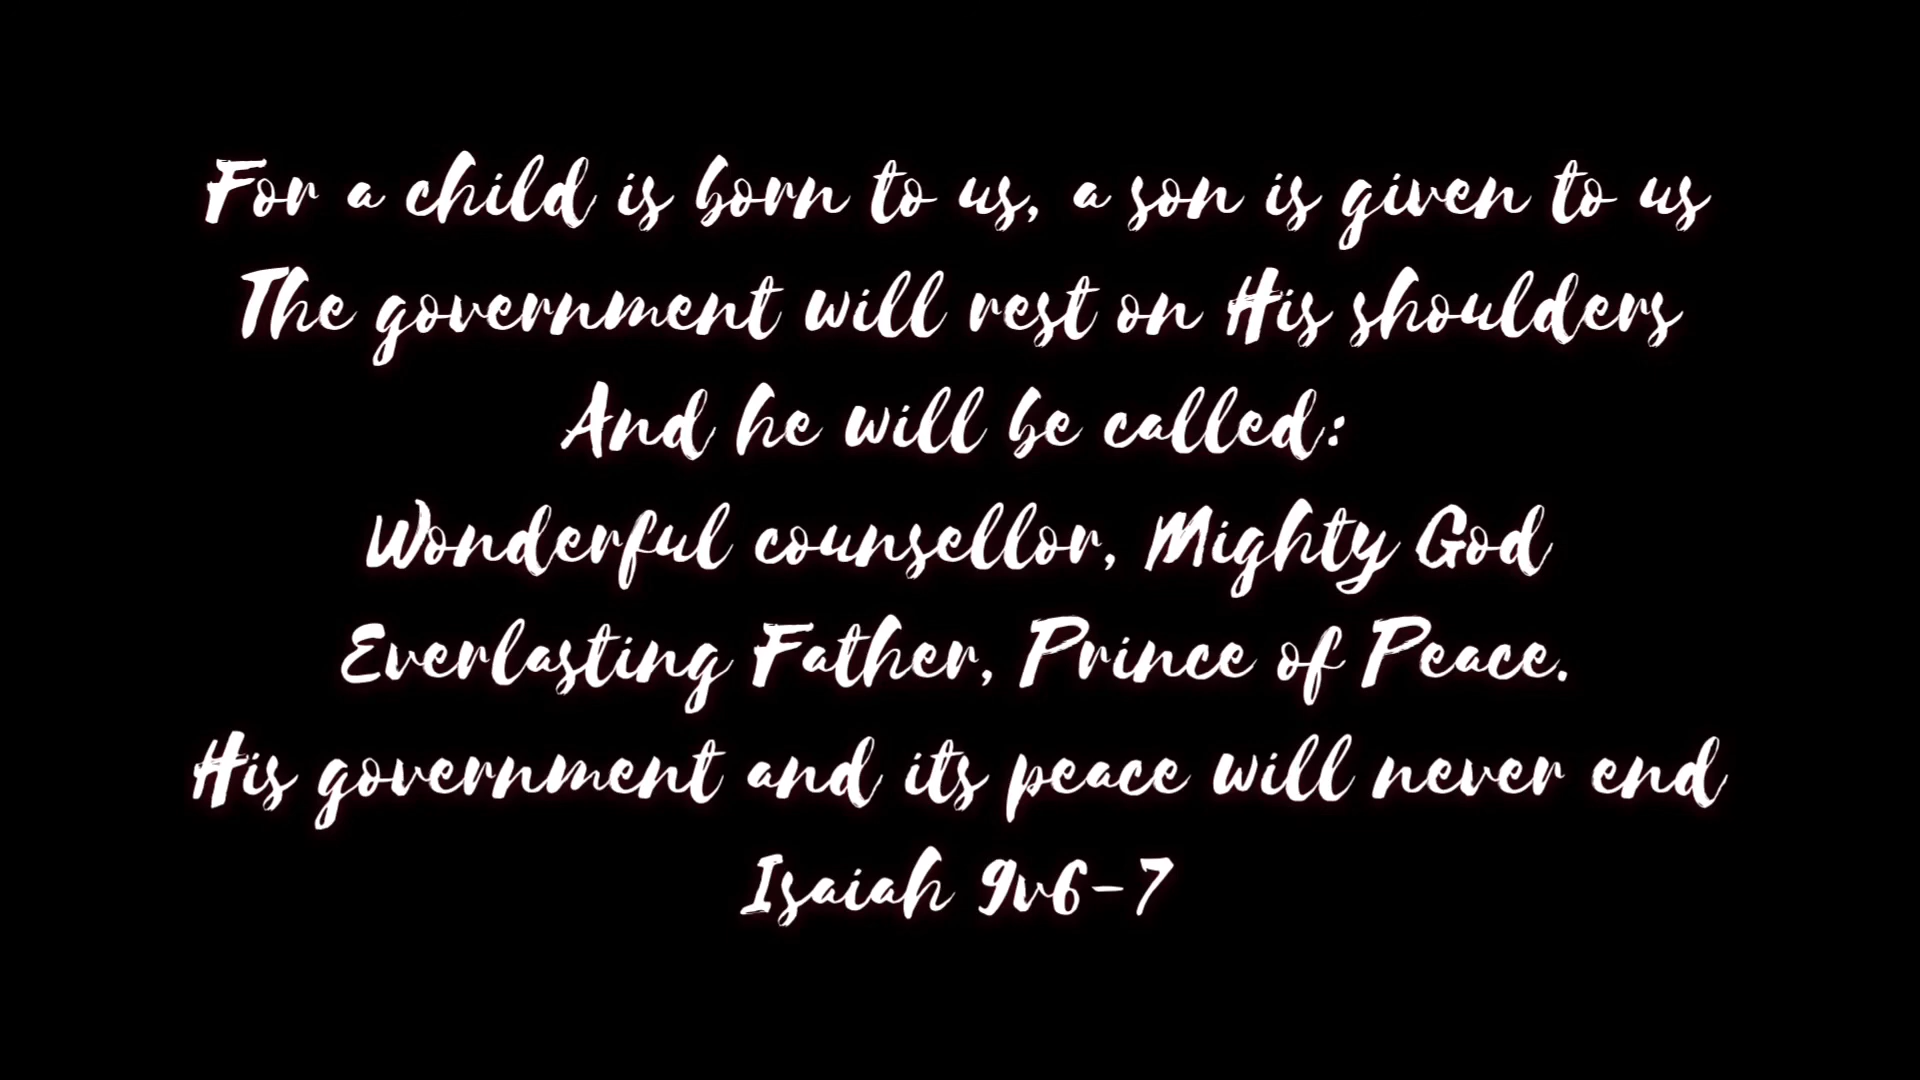 For a child is born to us, a son is given to us
The government will rest on His shoulders
And he will be called:
Wonderful counsellor, Mighty God
Everlasting Father, Prince of Peace.
His government and its peace will never end
Isaiah 9v6-7